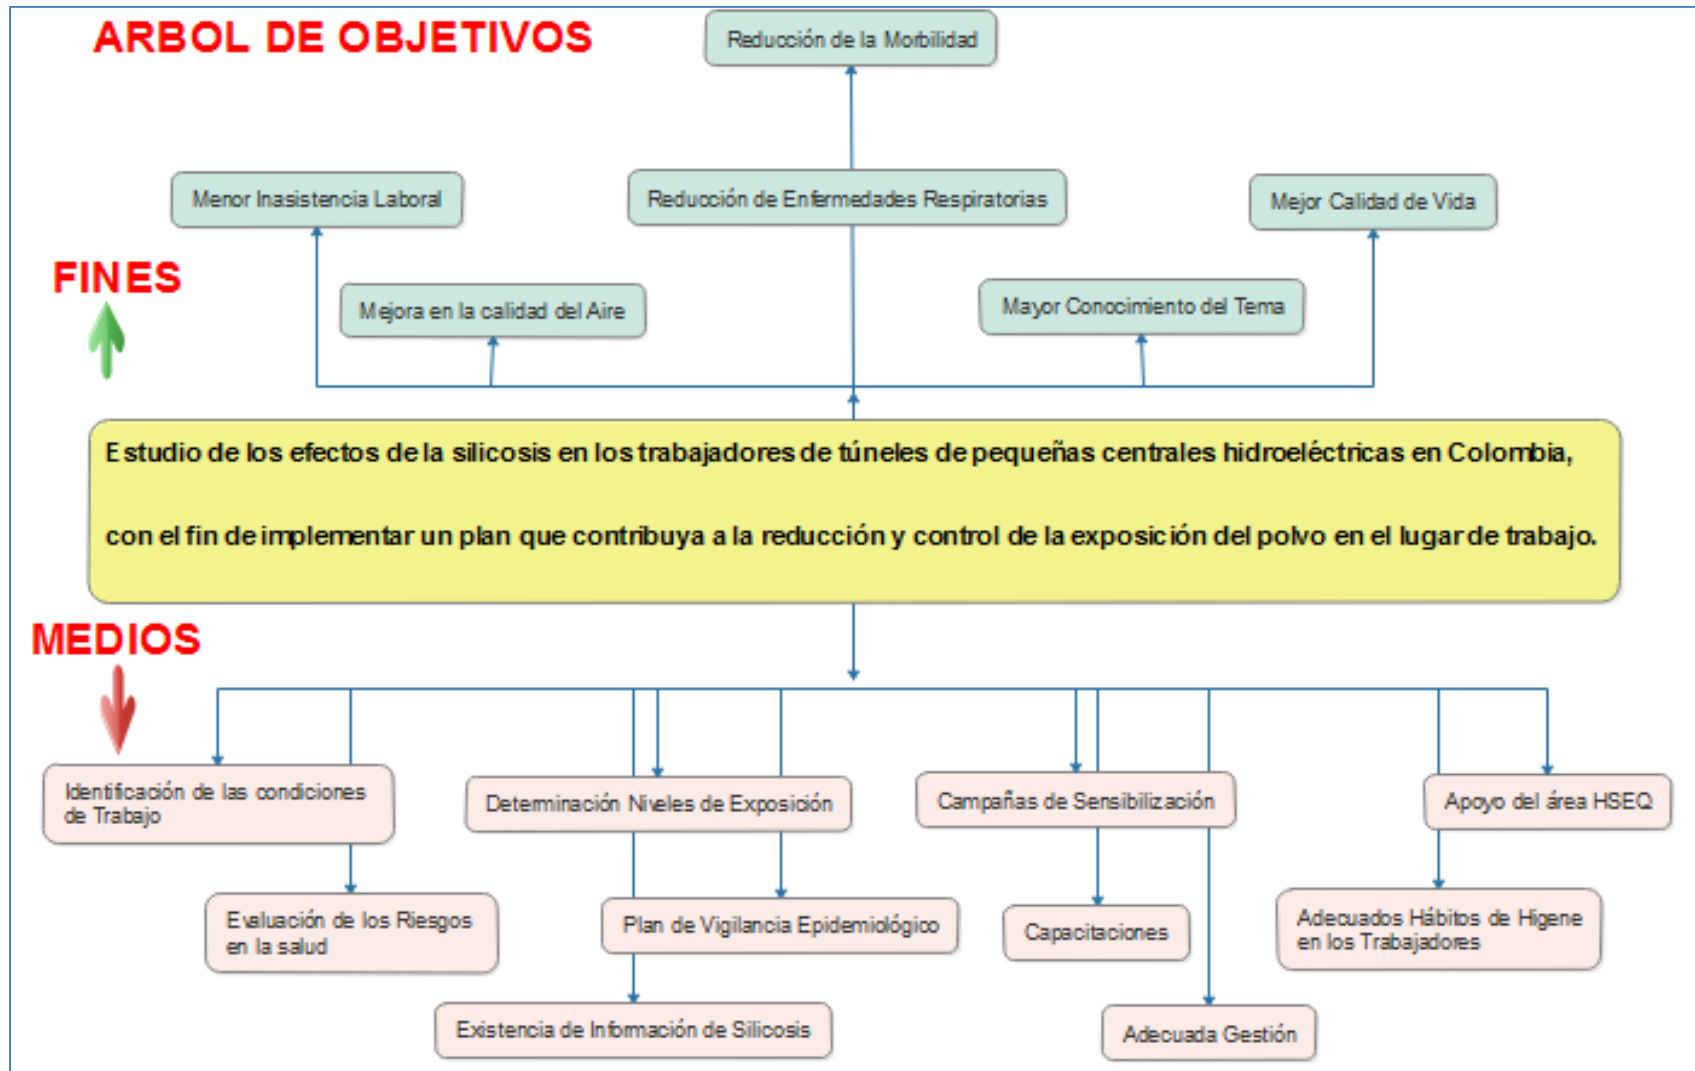 ARBOL DE OBJETIVOS
Reducción de la Morbilidad
Menor Inasistencia Laboral
Reducción de Enfermedades Respiratorias
Mejor Calidad de Vida
FINES
Mejora en la calidad del Aire
Mayor Conocimiento del Tema
Estudio de los efectos de la silicosis en los trabajadores de túneles de pequeñas centrales hidroeléctricas en Colombia,
con el fin de implementar un plan que contribuya a la reducción y control de la exposición del polvo en el lugar de trabajo.
MEDIOS
Identificación de las condiciones
de Trabajo
Determinación Niveles de Exposición
Campañas de Sensibilización
Apoyo del área HSEQ
Evaluación de los Riesgos
en la salud
Plan de Vigilancia Epidemiológico
Capacitaciones
Adecuados Hábitos de Higene
en los Trabajadores
Existencia de Información de Silicosis
Adecuada Gestión